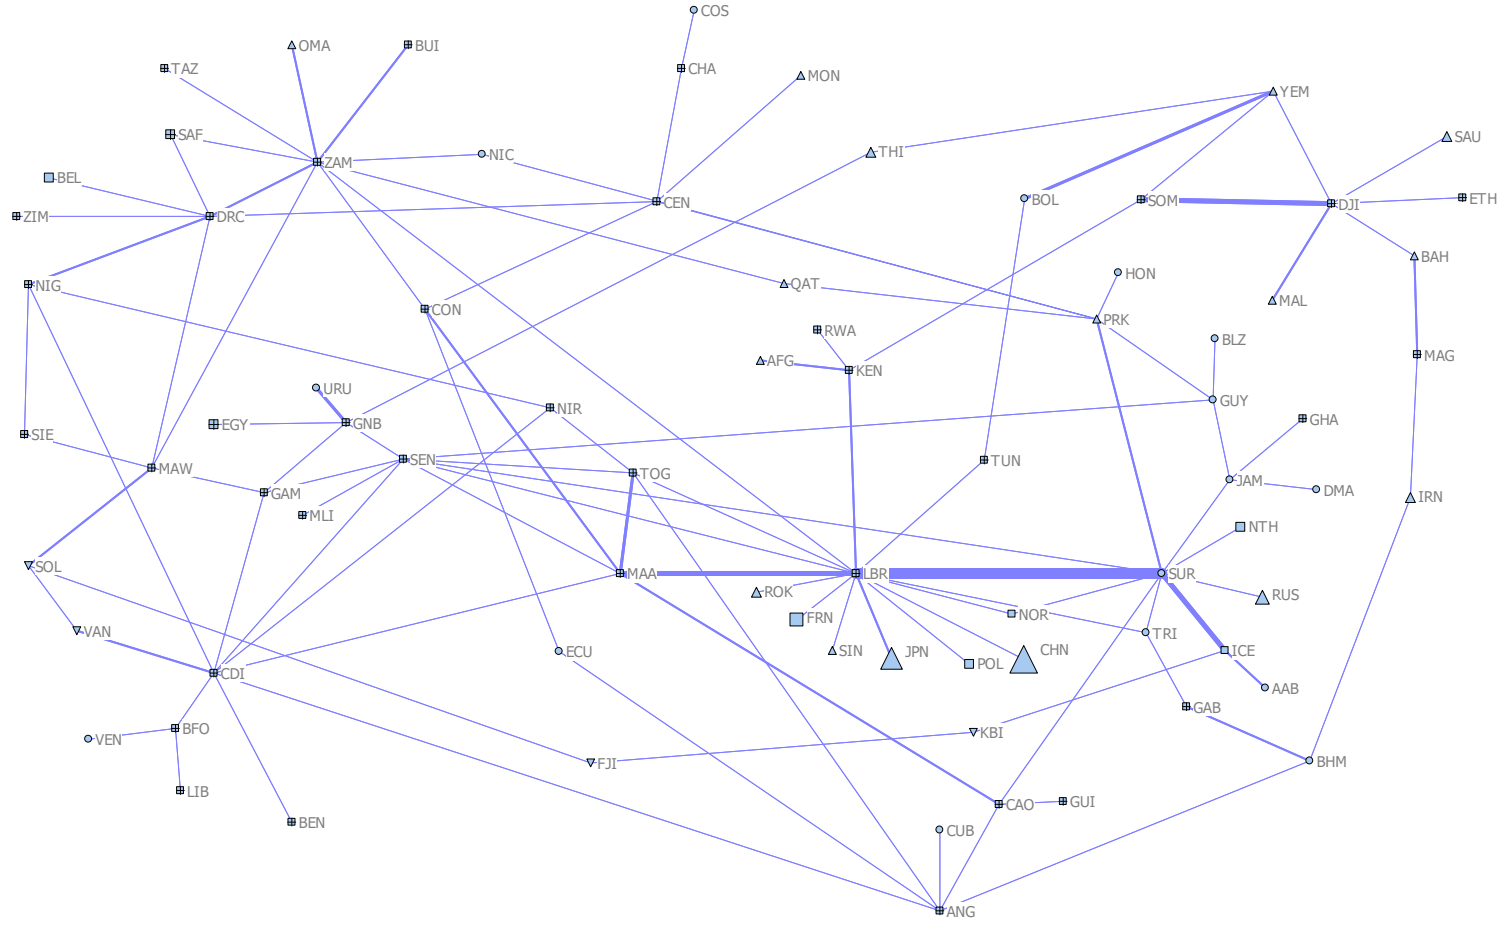 COS
OMA
BUI
TAZ
CHA
MON
YEM
SAF
SAU
NIC
THI
ZAM
BEL
BOL
SOM
ETH
CEN
DJI
ZIM
DRC
BAH
HON
NIG
QAT
MAL
CON
PRK
RWA
BLZ
AFG
MAG
KEN
URU
GUY
NIR
GHA
EGY
GNB
SIE
SEN
TUN
MAW
TOG
JAM
GAM
DMA
IRN
MLI
NTH
SOL
MAA
LBR
SUR
ROK
RUS
FRN
NOR
VAN
TRI
SIN
JPN
CHN
ICE
ECU
POL
CDI
AAB
GAB
BFO
KBI
VEN
FJI
BHM
LIB
CAO
GUI
BEN
CUB
ANG